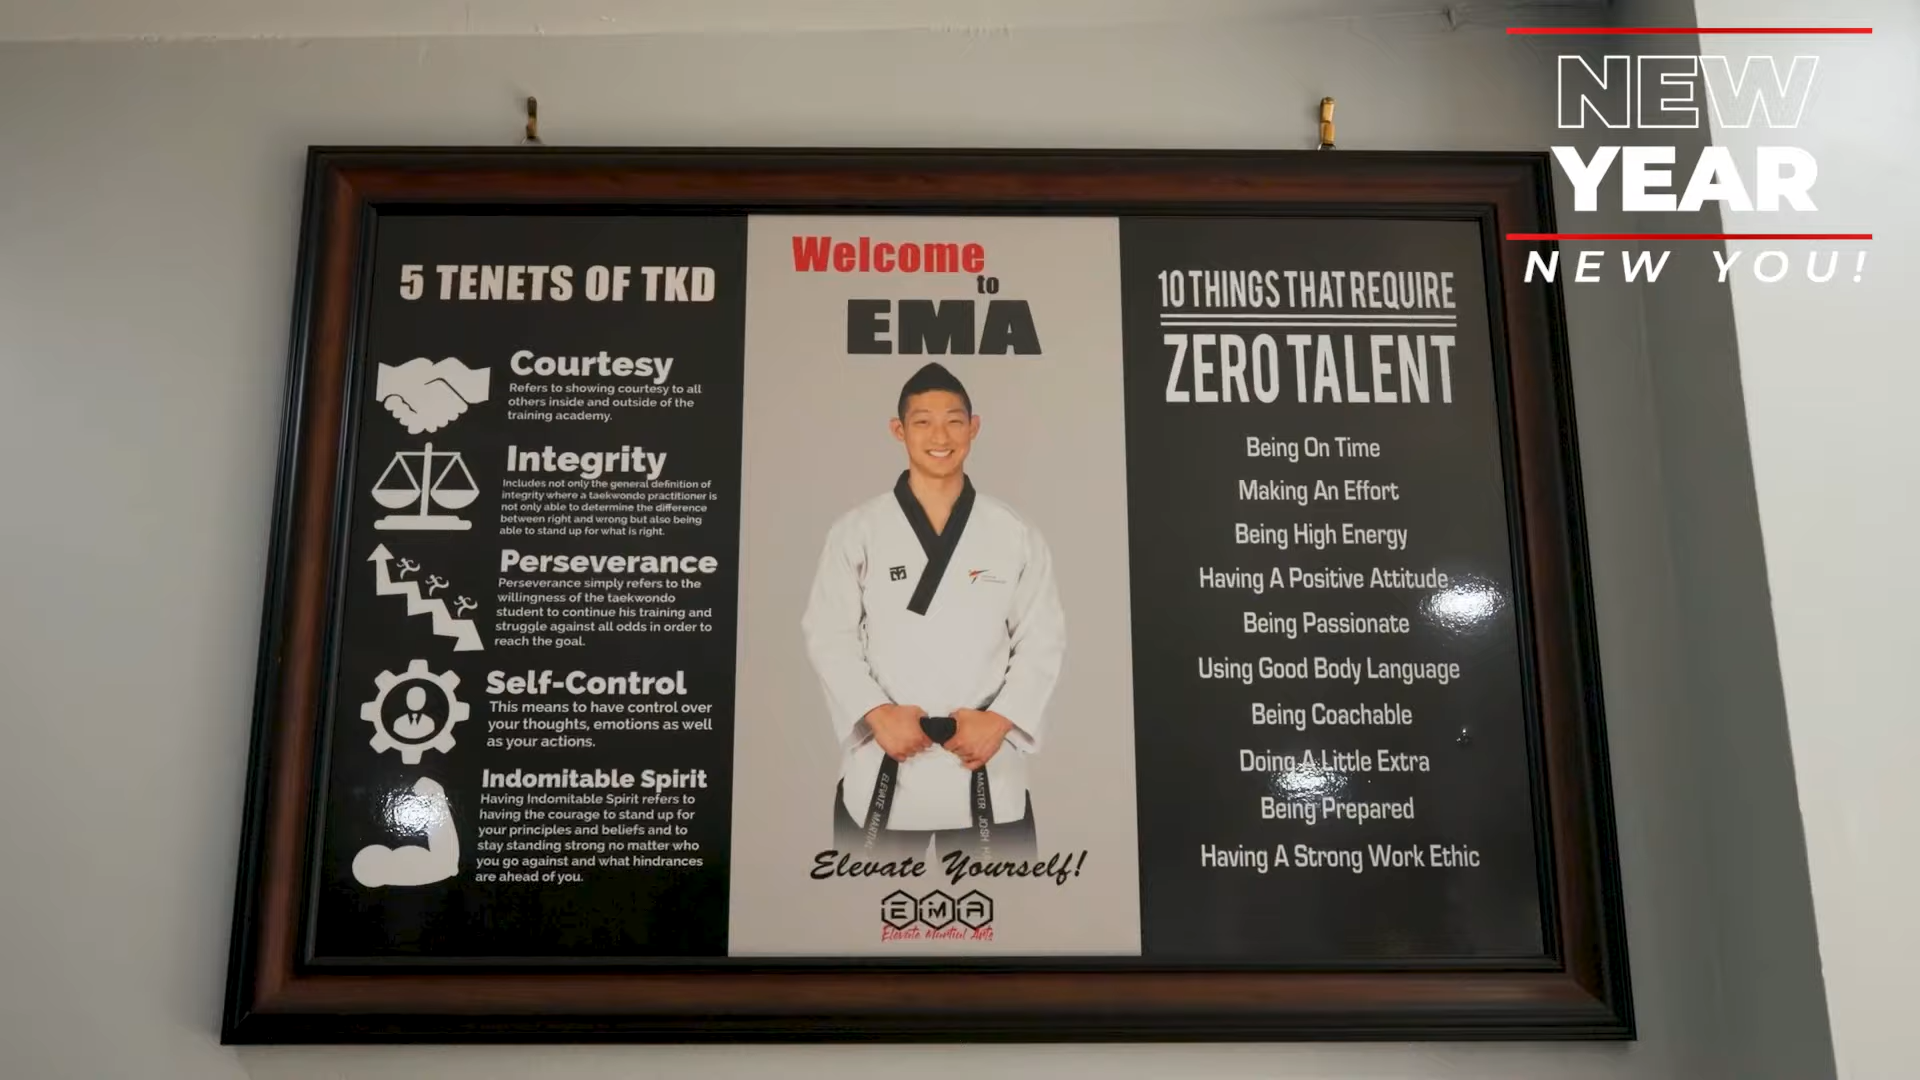 NEW
YEAR
NEW YOU!
5 TENETS OF TKD
Courtesy
Refers to showing courtesy to all
others inside and outside of the
training academy.
Integrity
Includes not only the general definition of
integrity where a taekwondo practitioner is
not only able to determine the difference
between right and wrong but also being
able to stand up for what is right.
Perseverance
Perseverance simply refers to the
willingness of the taekwondo
student to continue his training and
struggle against all odds in order to
reach the goal.
Self-Control
This means to have control over
your thoughts, emotions as well
as your actions.
Indomitable Spirit
Having Indomitable Spirit refers to
having the courage to stand up for
your principles and beliefs and to
stay standing strong no matter who
you go against and what hindrances
are ahead of you.
Welcome
to
EMA
ELEVATE
MASTER JOSH
Elevate Yourself!
EMA
Elevate Martial Arts
10 THINGS THAT REQUIRE
ZERO TALENT
Being On Time
Making An Effort
Being High Energy
Having A Positive Attitude
Being Passionate
Using Good Body Language
Being Coachable
Doing A Little Extra
Being Prepared
Having A Strong Work Ethic